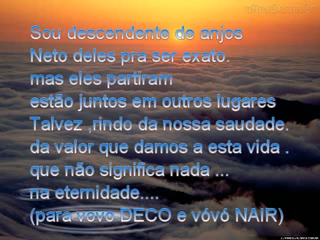 Sou descendente de anjos
Neto deles pra ser exato.
mas eles partiram
estão juntos em outros lugares
Talvez ,rindo da nossa saudade.
da valor que damos a esta vida .
que não significa nada ...
na eternidade....
(para vovô DECO e vóvó NAIR)